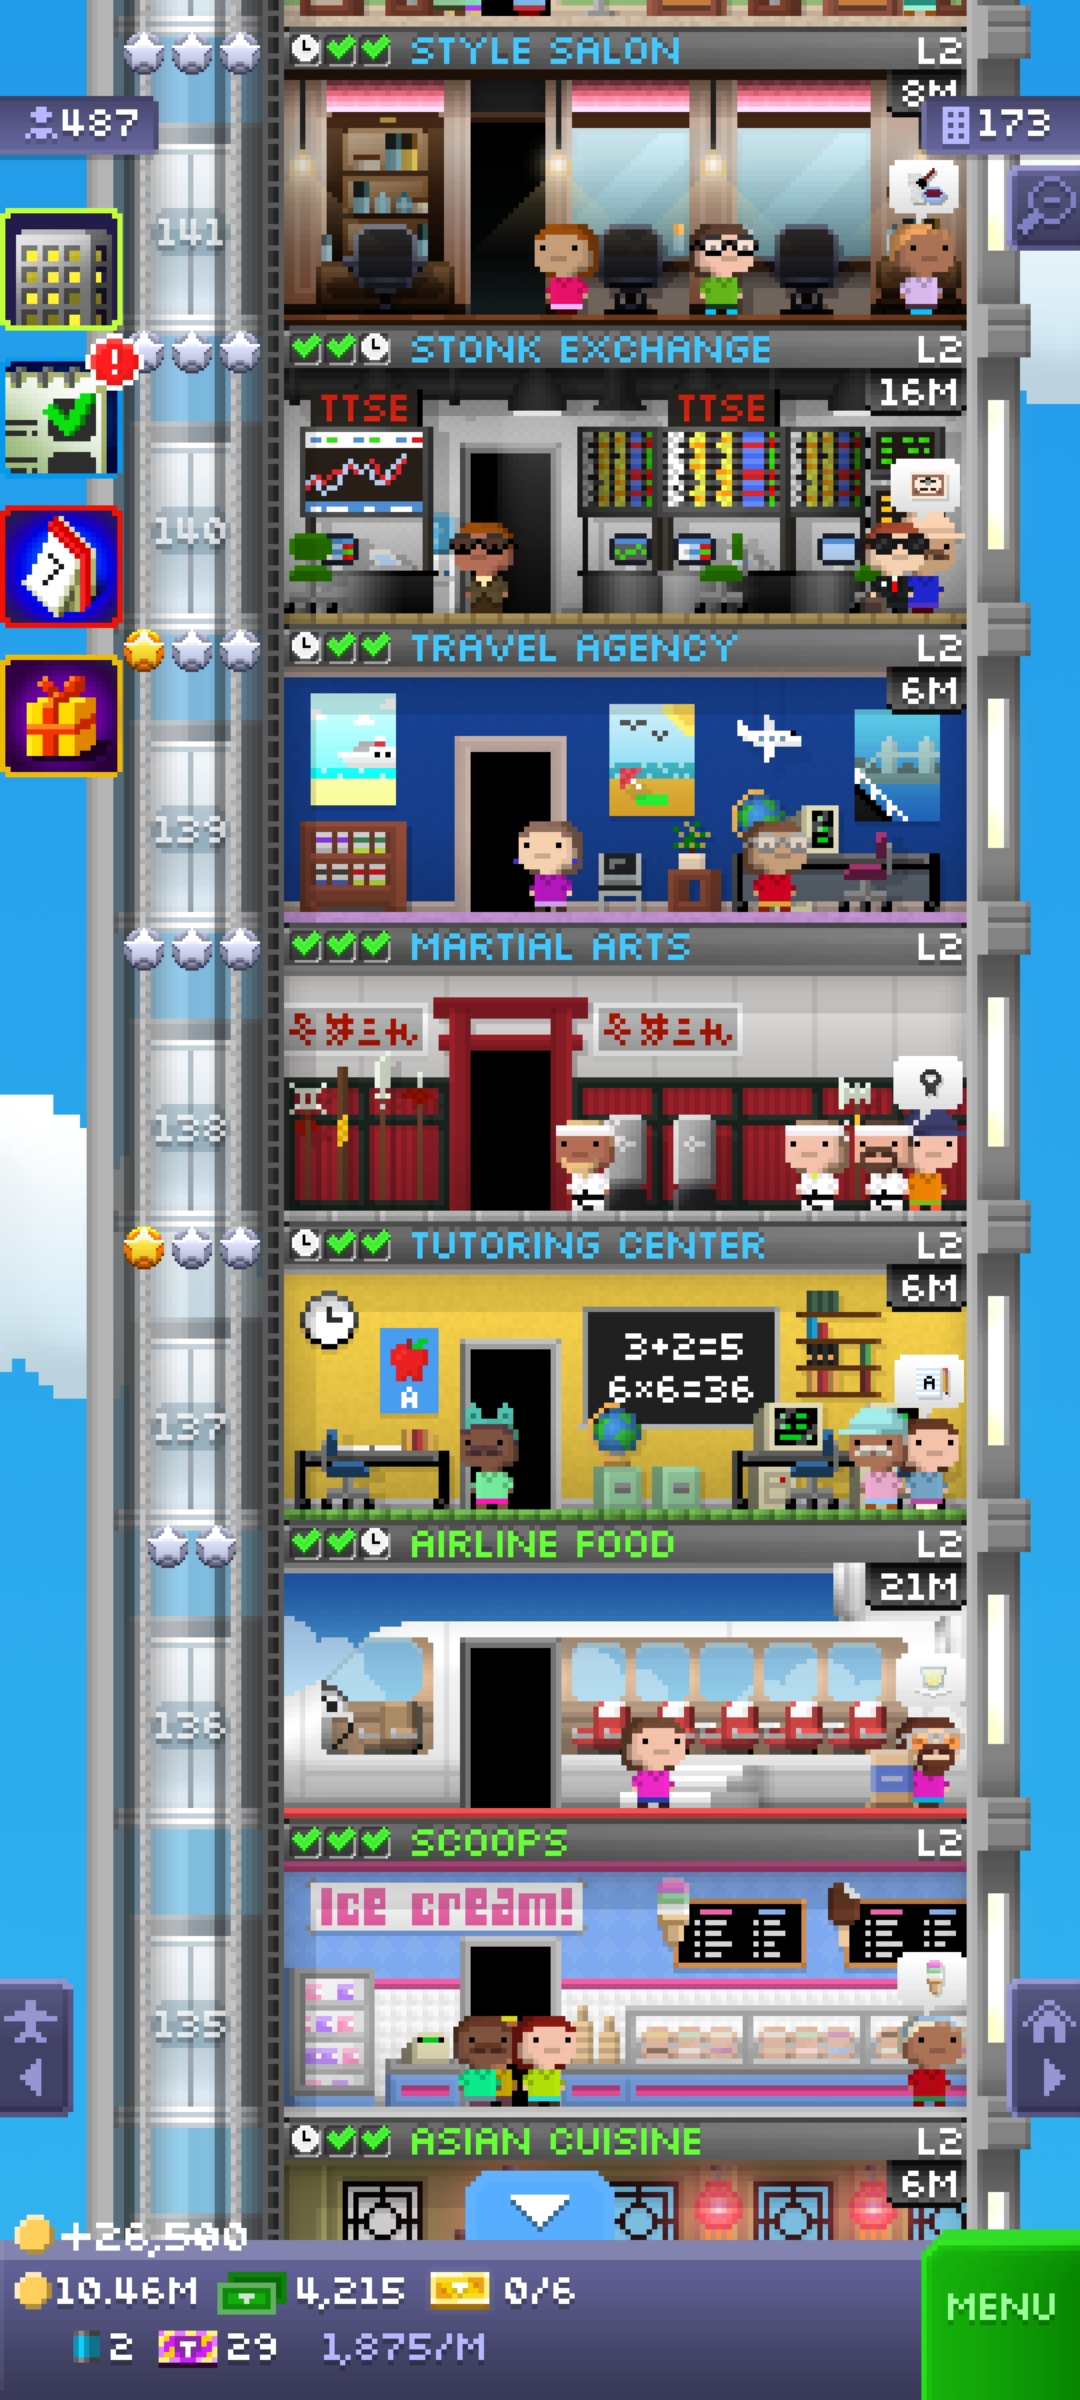 STYLE SALON L2
8M
487
173
141
STONK EXCHANGE L2
16M
TTSE TTSE
140
TRAVEL AGENCY L2
6M
139
MARTIAL ARTS L2
138
TUTORING CENTER L2
6M
3+2=5
6×6=36
A
A
137
AIRLINE FOOD L2
21M
136
SCOOPS L2
Ice cream!
135
ASIAN CUISINE L2
6M
+26,500
10.46M 4,215 0/6
MENU
2 29 1,875/M